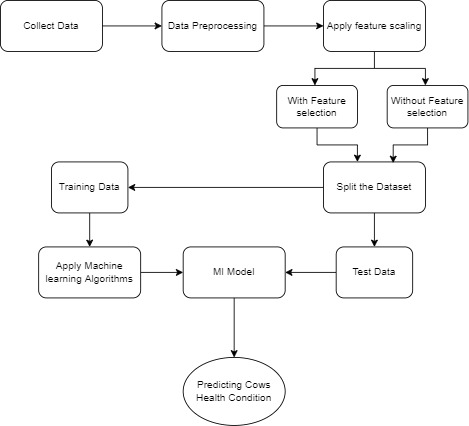 Collect Data
Data Preprocessing
Apply feature scaling
With Feature
selection
Without Feature
selection
Training Data
Split the Dataset
Apply Machine
learning Algorithms
Ml Model
Test Data
Predicting Cows
Health Condition